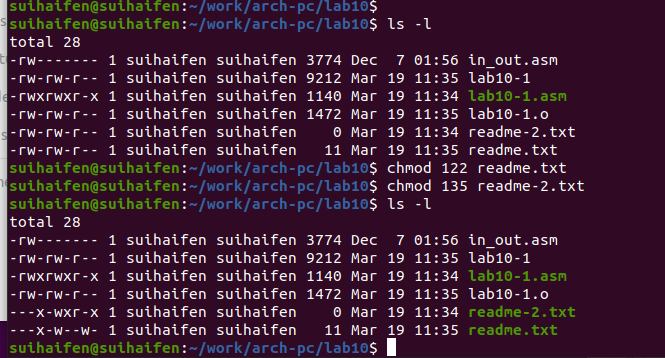 suihaifen@suihaifen:~/work/arch-pc/lab10$
suihaifen@suihaifen:~/work/arch-pc/lab10$ ls -l
total 28
-rw------- 1 suihaifen suihaifen 3774 Dec  7 01:56 in_out.asm
-rw-rw-r-- 1 suihaifen suihaifen 9212 Mar 19 11:35 lab10-1
-rwxrwxr-x 1 suihaifen suihaifen 1140 Mar 19 11:34 lab10-1.asm
-rw-rw-r-- 1 suihaifen suihaifen 1472 Mar 19 11:35 lab10-1.o
-rw-rw-r-- 1 suihaifen suihaifen    0 Mar 19 11:34 readme-2.txt
-rw-rw-r-- 1 suihaifen suihaifen   11 Mar 19 11:35 readme.txt
suihaifen@suihaifen:~/work/arch-pc/lab10$ chmod 122 readme.txt
suihaifen@suihaifen:~/work/arch-pc/lab10$ chmod 135 readme-2.txt
suihaifen@suihaifen:~/work/arch-pc/lab10$ ls -l
total 28
-rw------- 1 suihaifen suihaifen 3774 Dec  7 01:56 in_out.asm
-rw-rw-r-- 1 suihaifen suihaifen 9212 Mar 19 11:35 lab10-1
-rwxrwxr-x 1 suihaifen suihaifen 1140 Mar 19 11:34 lab10-1.asm
-rw-rw-r-- 1 suihaifen suihaifen 1472 Mar 19 11:35 lab10-1.o
---x-wxr-x 1 suihaifen suihaifen    0 Mar 19 11:34 readme-2.txt
---x-w--w- 1 suihaifen suihaifen   11 Mar 19 11:35 readme.txt
suihaifen@suihaifen:~/work/arch-pc/lab10$